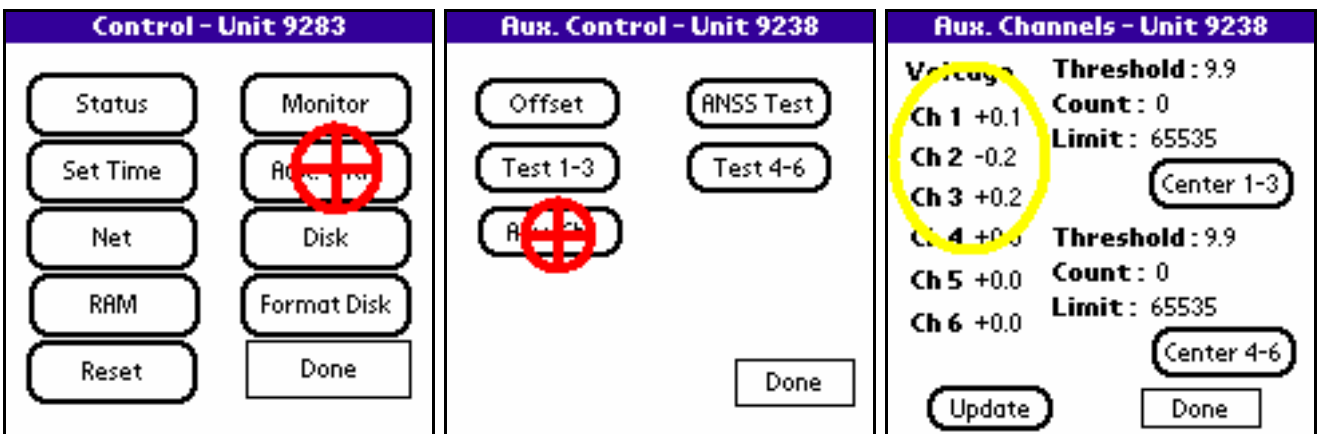 Control - Unit 9283
Status
Monitor
Set Time
Net
Disk
RAM
Format Disk
Reset
Done
Aux. Control - Unit 9238
Offset
ANSS Test
Test 1-3
Test 4-6
Done
Aux. Channels - Unit 9238
Voltage
Threshold : 9.9
Ch 1 +0.1
Count : 0
Limit : 65535
Ch 2 -0.2
Center 1-3
Ch 3 +0.2
Ch 4
Threshold : 9.9
Ch 5 +0.0
Count : 0
Limit : 65535
Ch 6 +0.0
Center 4-6
Update
Done